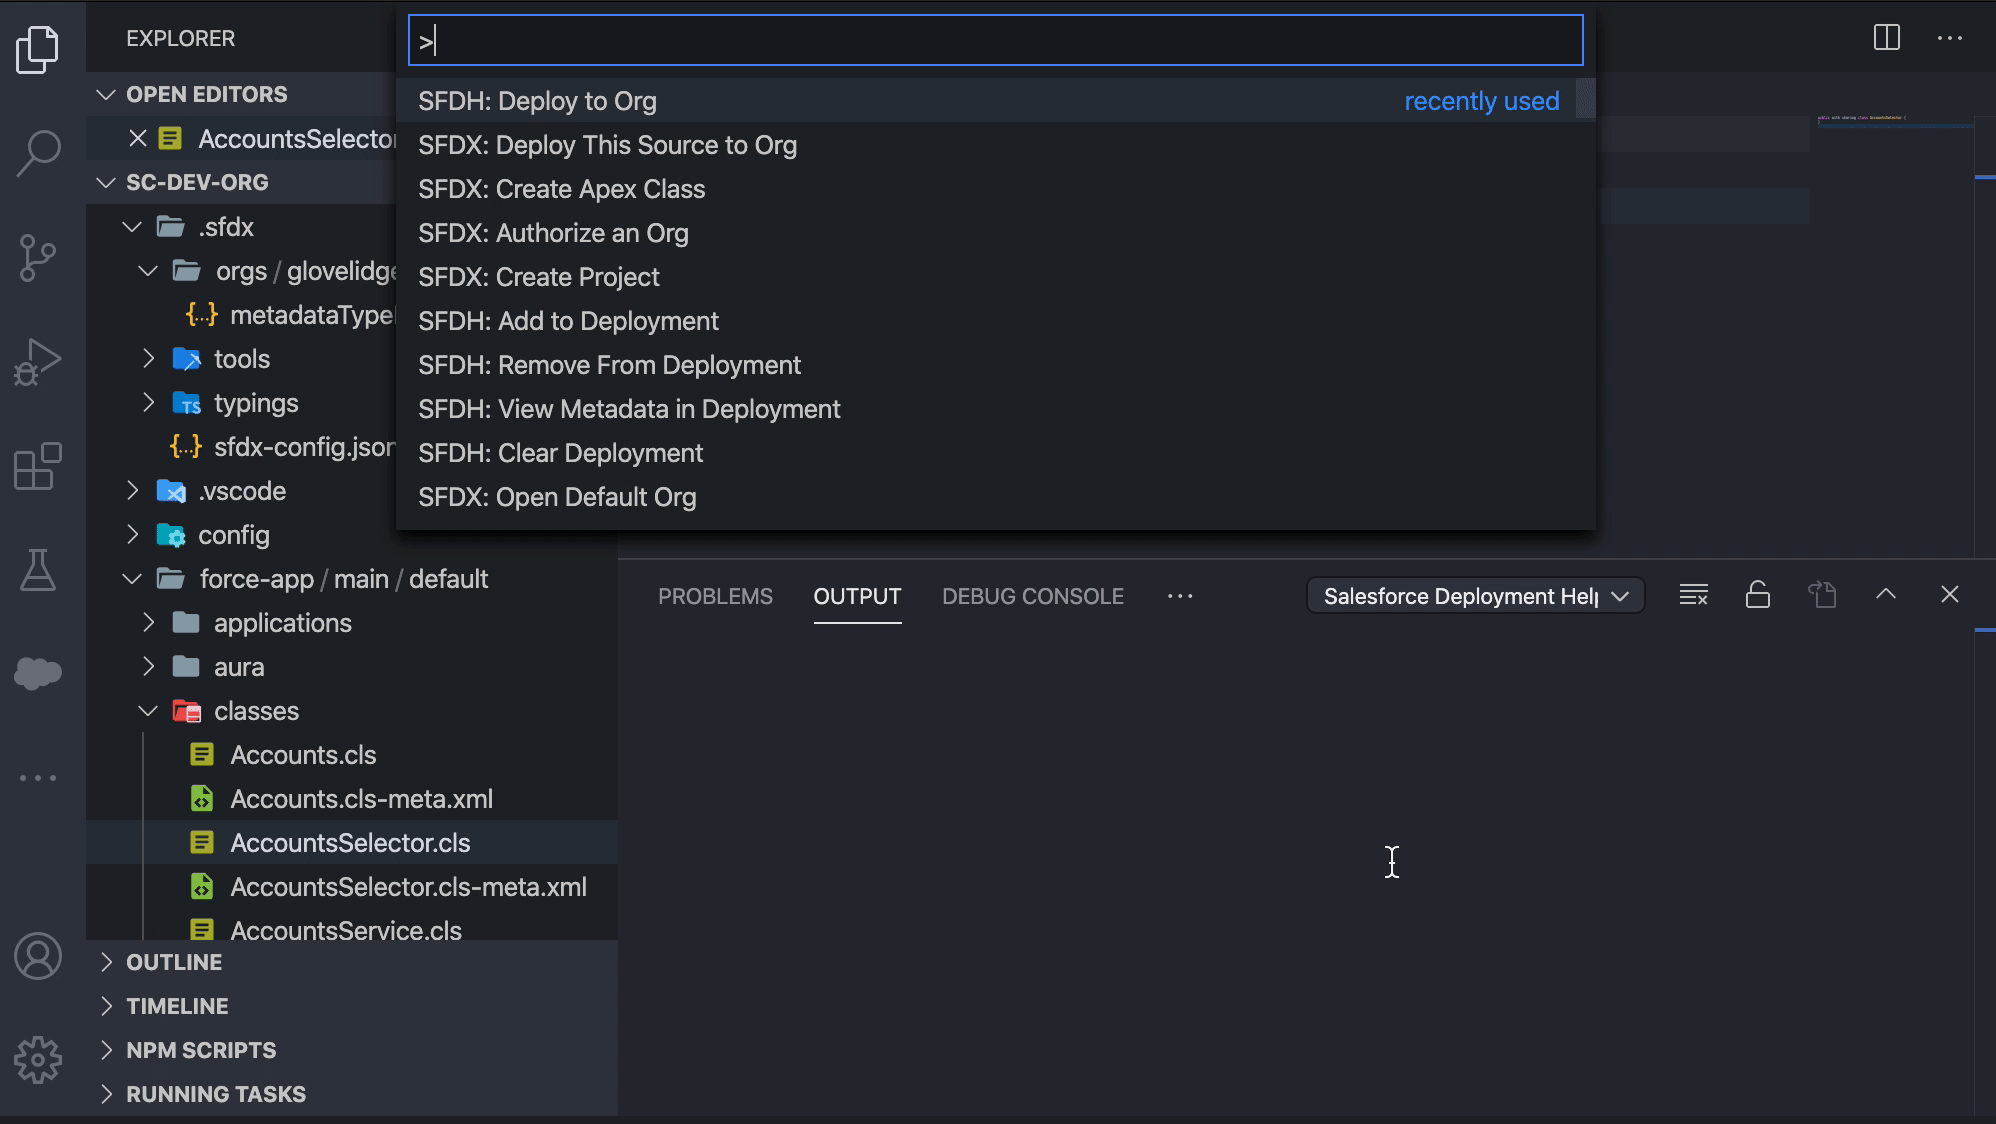 EXPLORER
OPEN EDITORS
AccountsSelector
SC-DEV-ORG
.sfdx
orgs / glovelidge
metadataType
tools
typings
sfdx-config.json
.vscode
config
force-app / main / default
applications
aura
classes
Accounts.cls
Accounts.cls-meta.xml
AccountsSelector.cls
AccountsSelector.cls-meta.xml
AccountsService.cls
OUTLINE
TIMELINE
NPM SCRIPTS
RUNNING TASKS
>
SFDH: Deploy to Org recently used
SFDX: Deploy This Source to Org
SFDX: Create Apex Class
SFDX: Authorize an Org
SFDX: Create Project
SFDH: Add to Deployment
SFDH: Remove From Deployment
SFDH: View Metadata in Deployment
SFDH: Clear Deployment
SFDX: Open Default Org
public with sharing class AccountsSelector {
PROBLEMS OUTPUT DEBUG CONSOLE ··· Salesforce Deployment Hel